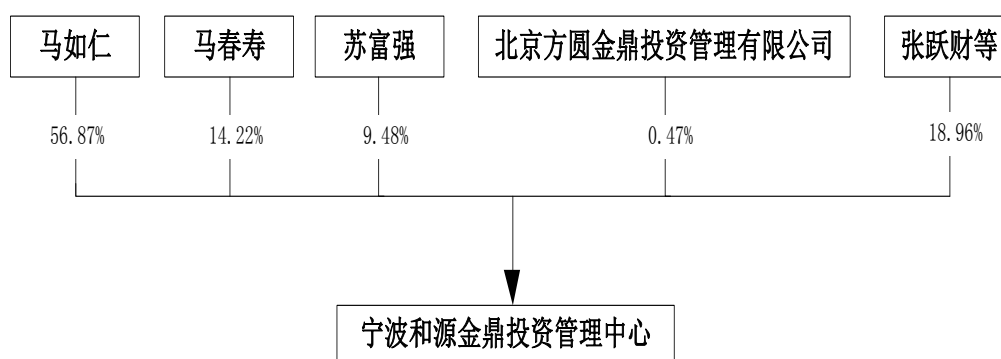 马如仁 马春寿 苏富强 北京方圆金鼎投资管理有限公司 张跃财等
56.87% 14.22% 9.48% 0.47% 18.96%
宁波和源金鼎投资管理中心